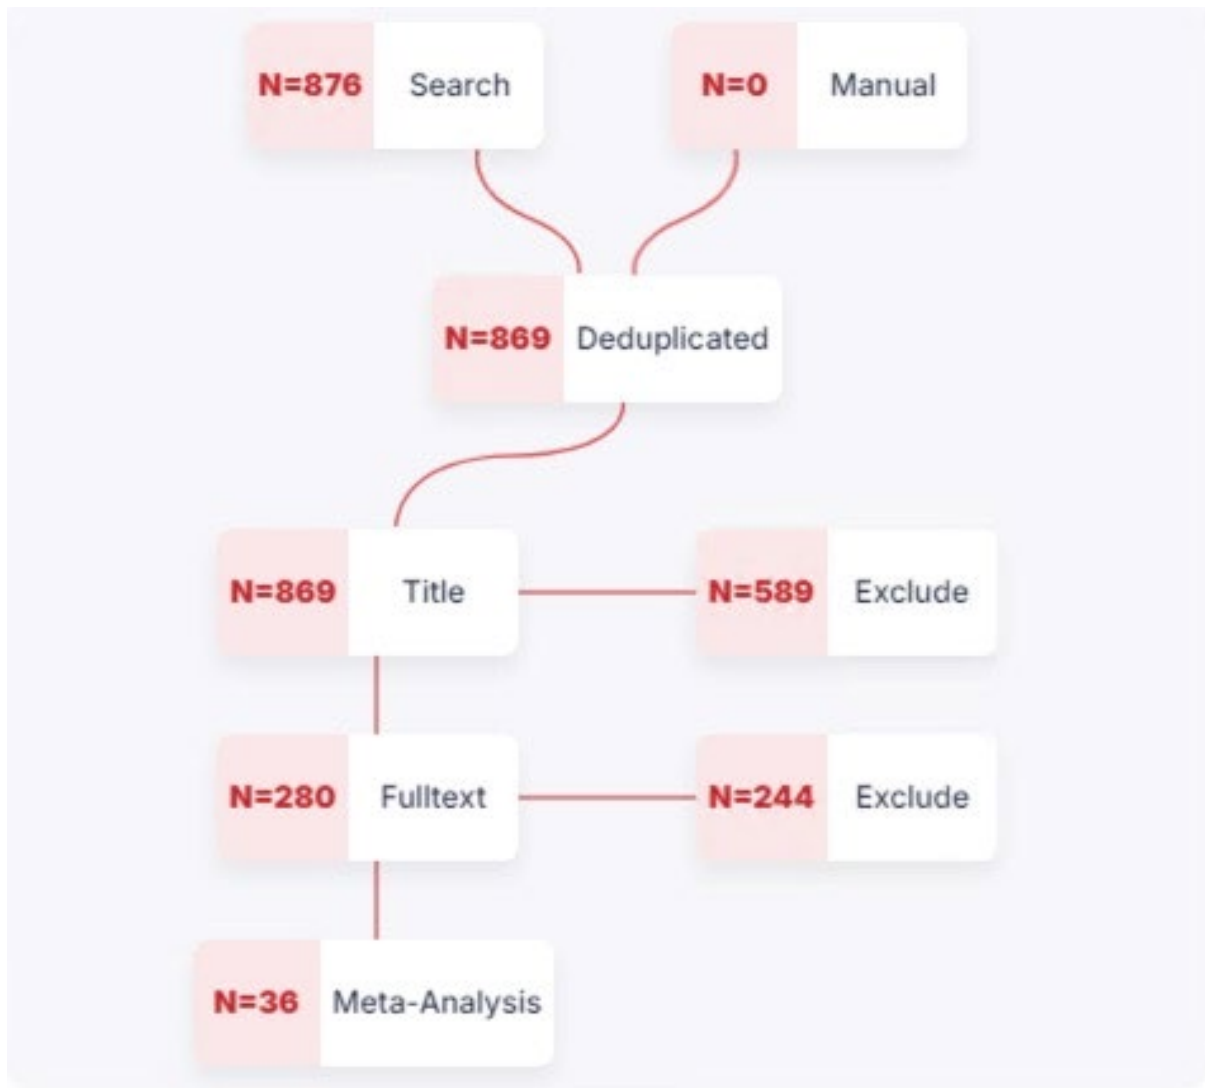 N=876 Search
N=0 Manual
N=869 Deduplicated
N=869 Title
N=589 Exclude
N=280 Fulltext
N=244 Exclude
N=36 Meta-Analysis